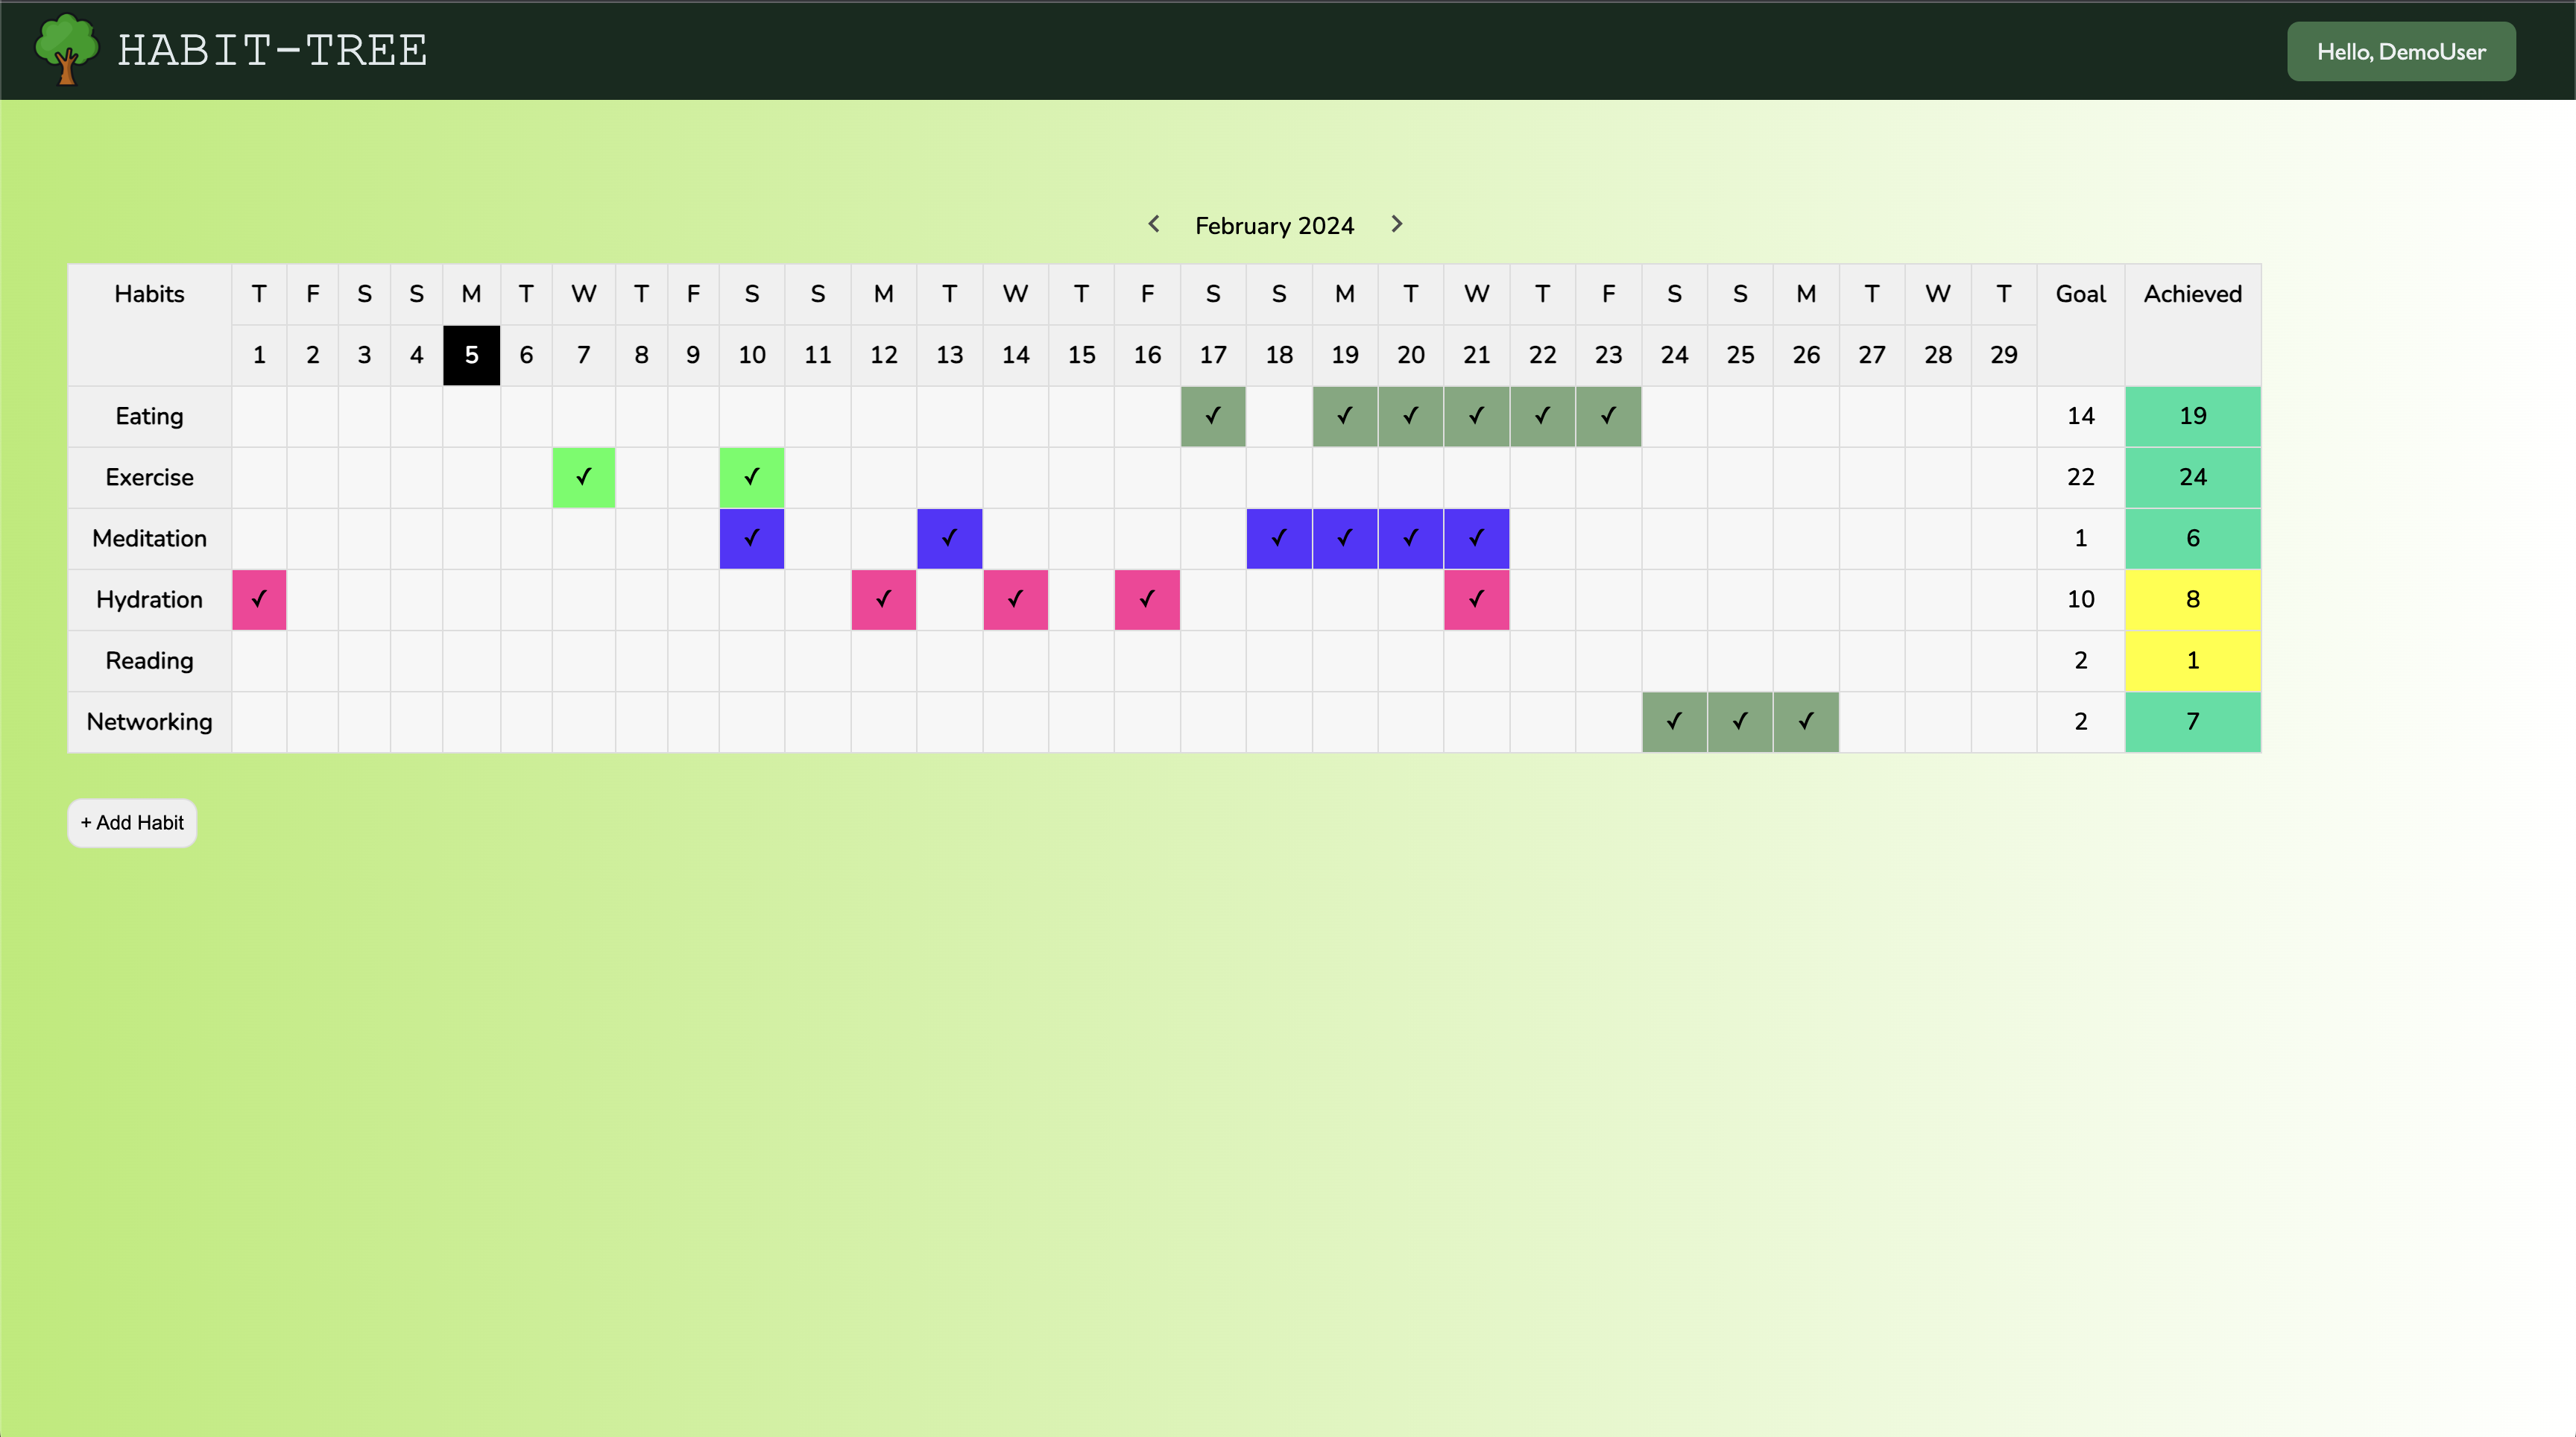 HABIT-TREE
Hello, DemoUser
February 2024
Habits T F S S M T W T F S S M T W T F S S M T W T F S S M T W T Goal Achieved
1 2 3 4 5 6 7 8 9 10 11 12 13 14 15 16 17 18 19 20 21 22 23 24 25 26 27 28 29
Eating ✓ ✓ ✓ ✓ ✓ ✓ 14 19
Exercise ✓ ✓ 22 24
Meditation ✓ ✓ ✓ ✓ ✓ ✓ 1 6
Hydration ✓ ✓ ✓ ✓ ✓ 10 8
Reading 2 1
Networking ✓ ✓ ✓ 2 7
+ Add Habit